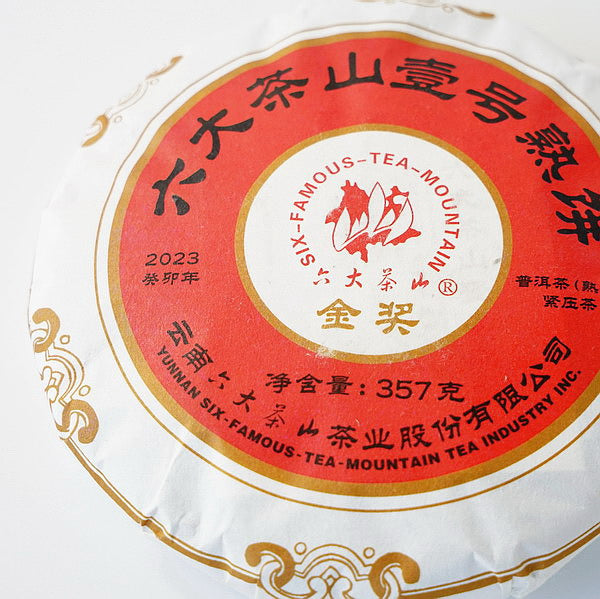 六大茶山壹号熟饼
SIX-FAMOUS-TEA-MOUNTAIN
六大茶山®
金奖
2023
癸卯年
普洱茶(熟
紧压茶
净含量:357克
云南六大茶山茶业股份有限公司
YUNNAN SIX-FAMOUS-TEA-MOUNTAIN TEA INDUSTRY INC.